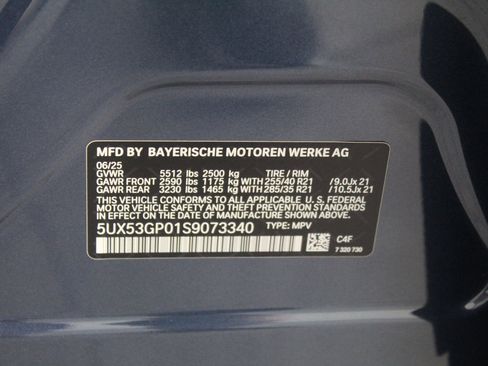 MFD BY BAYERISCHE MOTOREN WERKE AG
06/25
GVWR 5512 lbs 2500 kg TIRE / RIM
GAWR FRONT 2590 lbs 1175 kg WITH 255/40 R21 /9.0Jx 21
GAWR REAR 3230 lbs 1465 kg WITH 285/35 R21 /10.5Jx 21
THIS VEHICLE CONFORMS TO ALL APPLICABLE U. S. FEDERAL
MOTOR VEHICLE SAFETY STANDARDS IN EFFECT
ON THE DATE OF MANUFACTURE SHOWN ABOVE.
5UX53GP01S9073340 TYPE: MPV
C4F
7 320 730